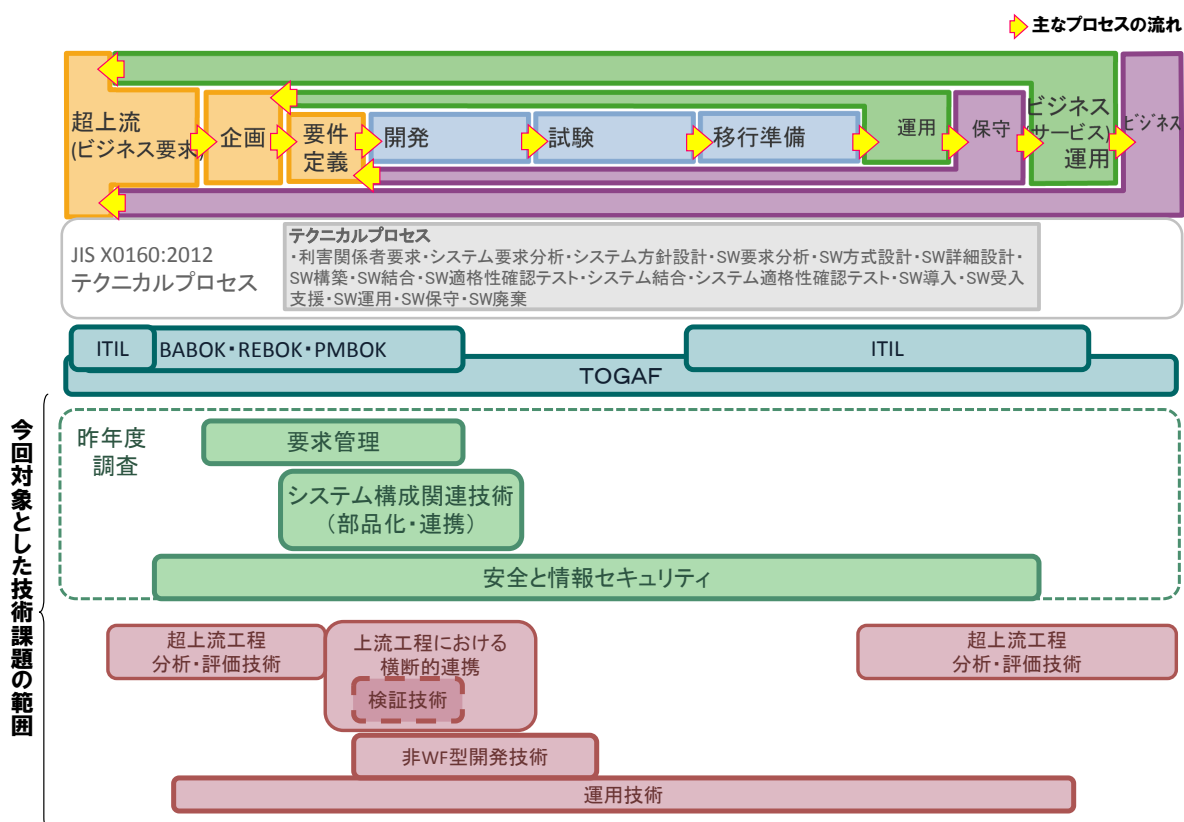 主なプロセスの流れ
超上流
(ビジネス要求)
企画
要件
定義
開発
試験
移行準備
運用
保守
ビジネス
(サービス)
運用
ビジネス
JIS X0160:2012
テクニカルプロセス
テクニカルプロセス
・利害関係者要求・システム要求分析・システム方針設計・SW要求分析・SW方式設計・SW詳細設計・
SW構築・SW結合・SW適格性確認テスト・システム結合・システム適格性確認テスト・SW導入・SW受入
支援・SW運用・SW保守・SW廃棄
ITIL
BABOK・REBOK・PMBOK
ITIL
TOGAF
今回対象とした技術課題の範囲
昨年度
調査
要求管理
システム構成関連技術
(部品化・連携)
安全と情報セキュリティ
超上流工程
分析・評価技術
上流工程における
横断的連携
検証技術
超上流工程
分析・評価技術
非WF型開発技術
運用技術